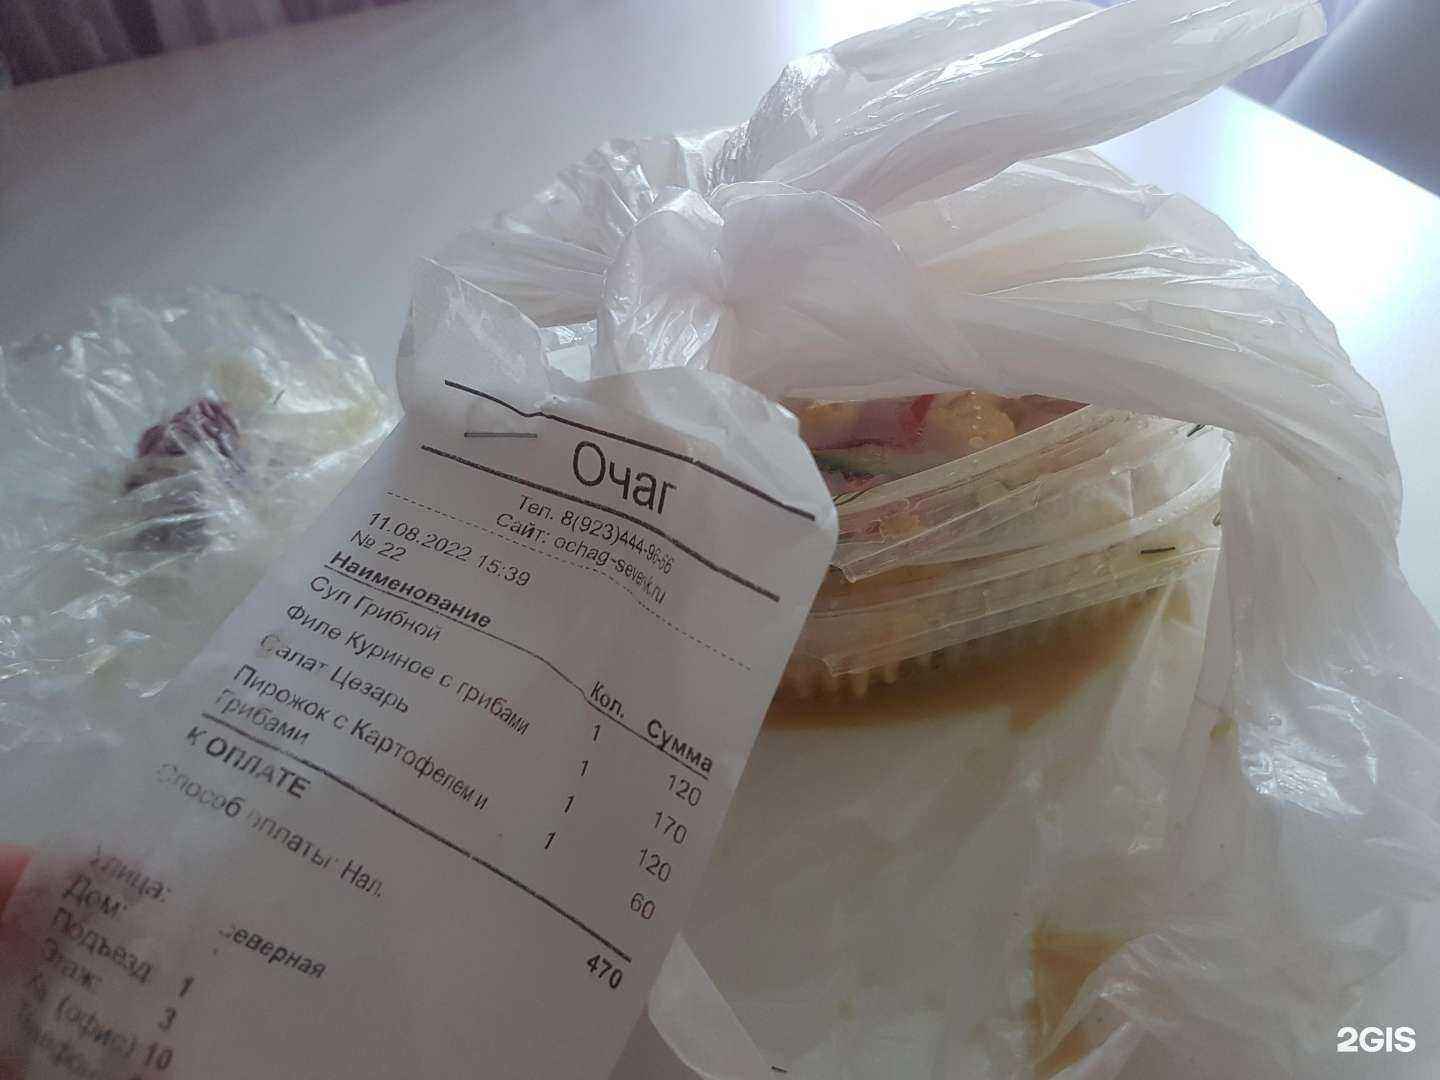 Очаг
Тел. 8(923)444-96-66
Сайт: ochag-severk.ru
11.08.2022 15:39
№ 22
Наименование Кол. Сумма
Суп Грибной 1 120
Филе Куриное с грибами 1 170
Салат Цезарь 1 120
Пирожок с Картофелем и 1 60
Грибами
К ОПЛАТЕ 470
Способ оплаты: Нал.
Улица: Северная
Дом:
Подъезд: 1
Этаж: 3
Кв. (офис) 10
2GIS